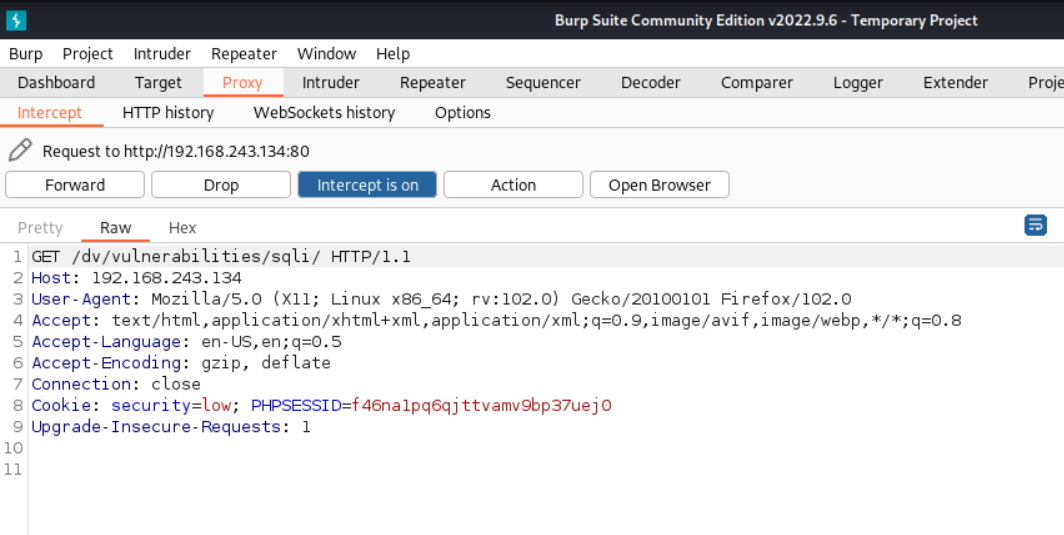 Burp Suite Community Edition v2022.9.6 - Temporary Project
Burp Project Intruder Repeater Window Help
Dashboard Target Proxy Intruder Repeater Sequencer Decoder Comparer Logger Extender Proje
Intercept HTTP history WebSockets history Options
Request to http://192.168.243.134:80
Forward Drop Intercept is on Action Open Browser
Pretty Raw Hex
1 GET /dv/vulnerabilities/sqli/ HTTP/1.1
2 Host: 192.168.243.134
3 User-Agent: Mozilla/5.0 (X11; Linux x86_64; rv:102.0) Gecko/20100101 Firefox/102.0
4 Accept: text/html,application/xhtml+xml,application/xml;q=0.9,image/avif,image/webp,*/*;q=0.8
5 Accept-Language: en-US,en;q=0.5
6 Accept-Encoding: gzip, deflate
7 Connection: close
8 Cookie: security=low; PHPSESSID=f46na1pq6qjttvamv9bp37uej0
9 Upgrade-Insecure-Requests: 1
10
11